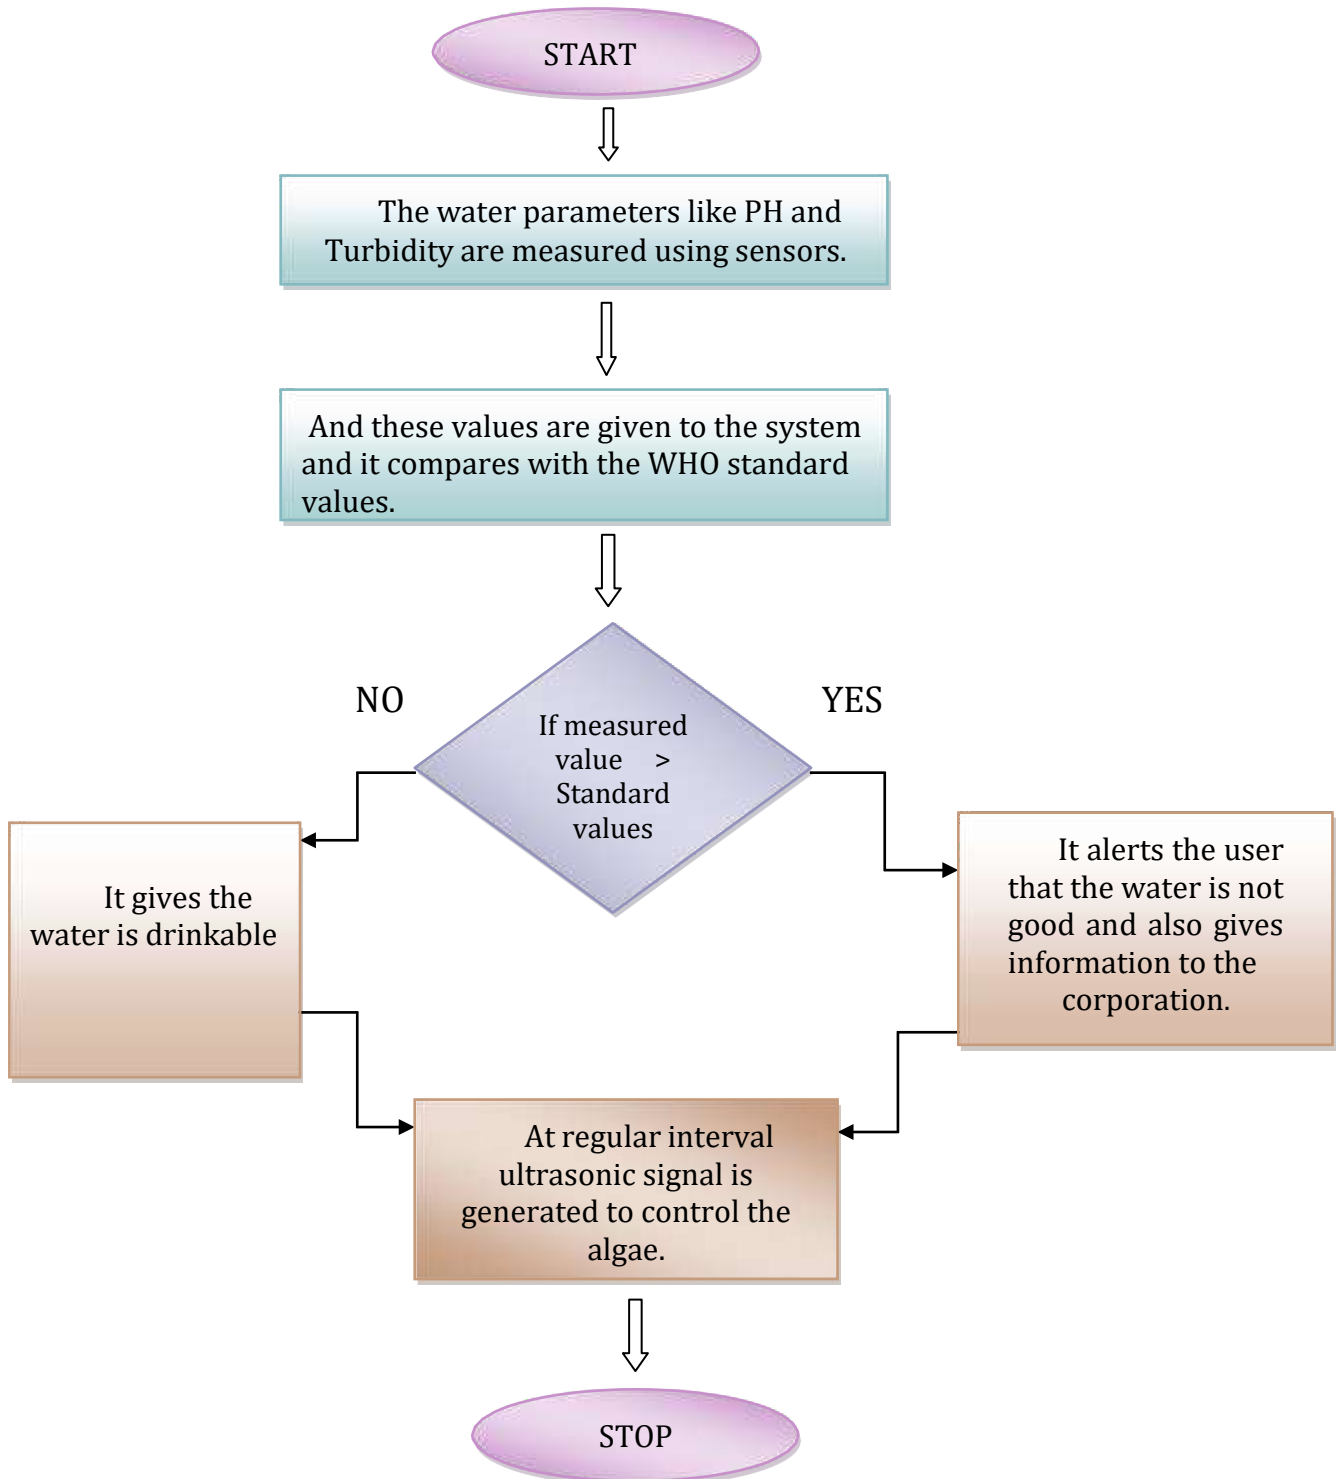 START
The water parameters like PH and
Turbidity are measured using sensors.
And these values are given to the system
and it compares with the WHO standard
values.
NO
YES
If measured
value >
Standard
values
It gives the
water is drinkable
It alerts the user
that the water is not
good and also gives
information to the
corporation.
At regular interval
ultrasonic signal is
generated to control the
algae.
STOP